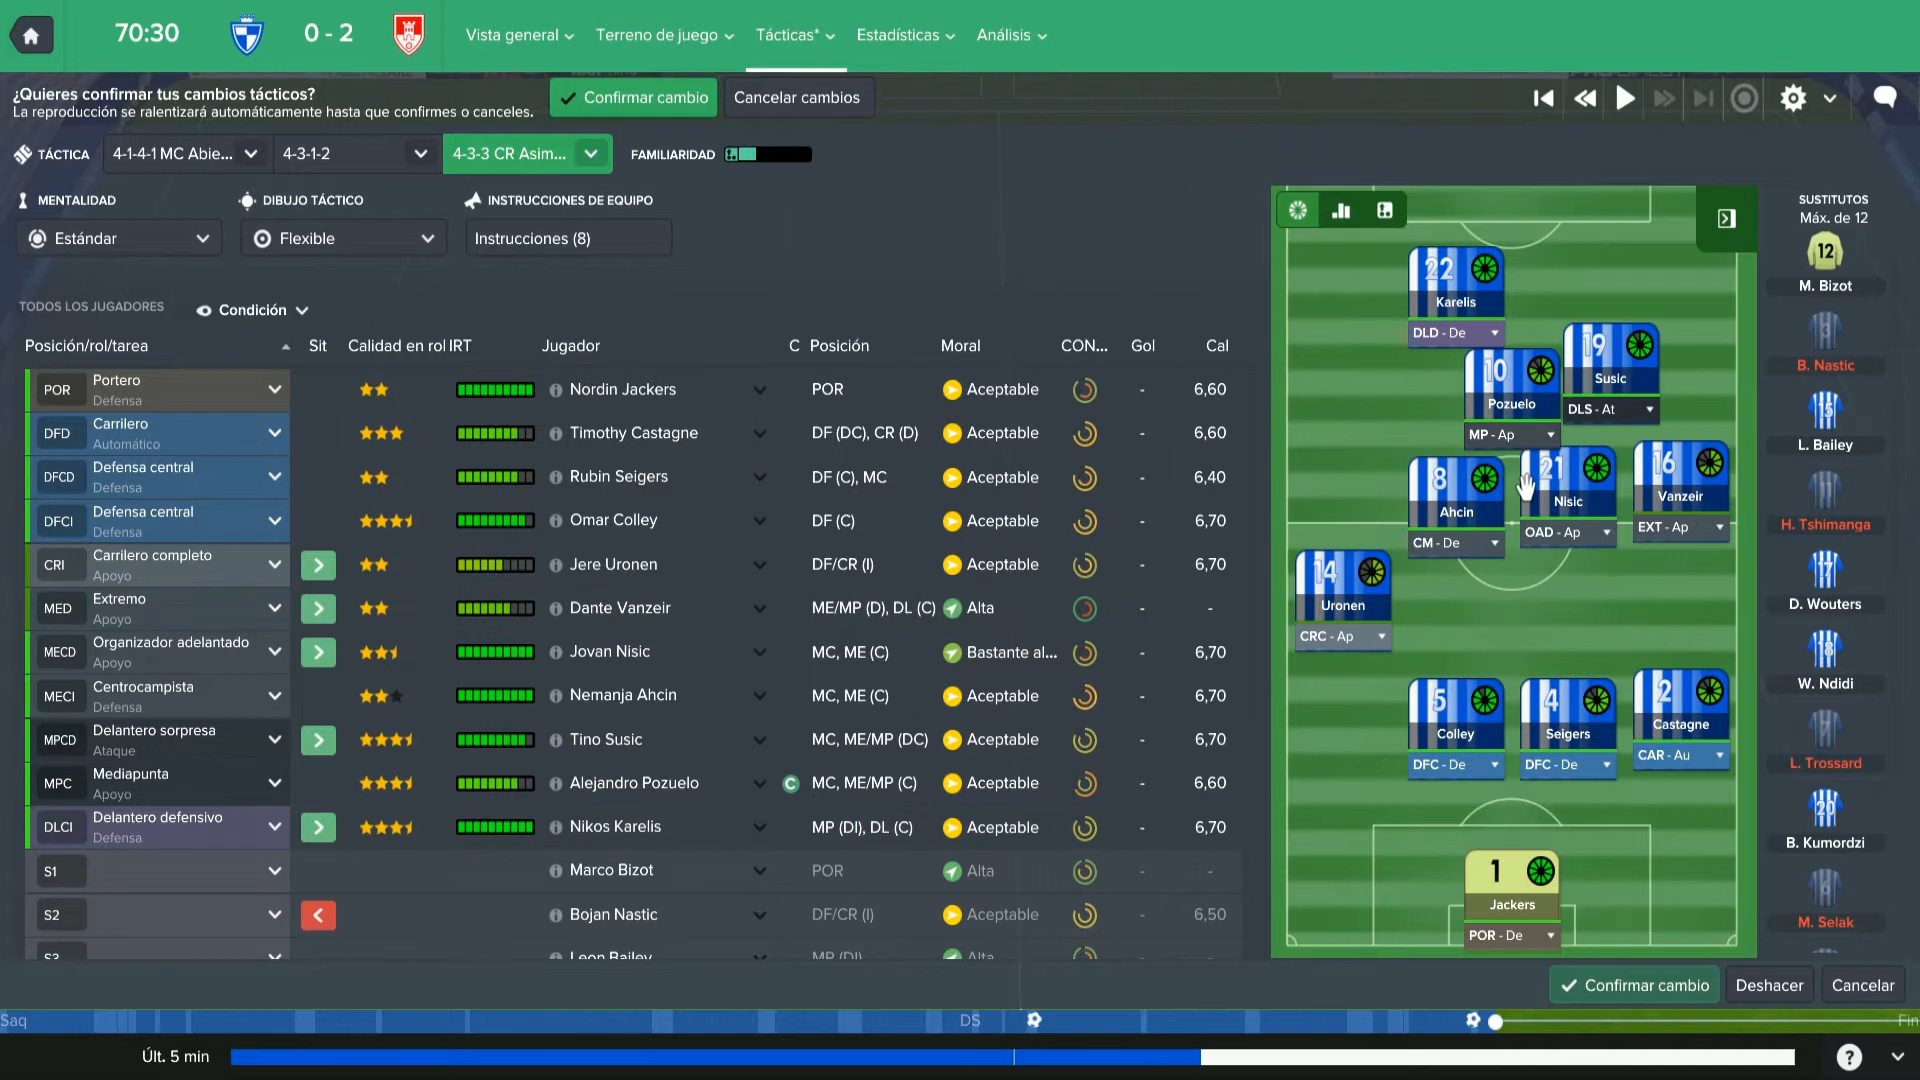 70:30
0 - 2
Vista general
Terreno de juego
Tácticas*
Estadísticas
Análisis
¿Quieres confirmar tus cambios tácticos?
La reproducción se ralentizará automáticamente hasta que confirmes o canceles.
Confirmar cambio
Cancelar cambios
TÁCTICA
4-1-4-1 MC Abie...
4-3-1-2
4-3-3 CR Asim...
FAMILIARIDAD
MENTALIDAD
DIBUJO TÁCTICO
INSTRUCCIONES DE EQUIPO
Estándar
Flexible
Instrucciones (8)
TODOS LOS JUGADORES
Condición
Posición/rol/tarea Sit Calidad en rol IRT Jugador C Posición Moral CON... Gol Cal
POR Portero Defensa Nordin Jackers POR Aceptable - 6,60
DFD Carrilero Automático Timothy Castagne DF (DC), CR (D) Aceptable - 6,60
DFCD Defensa central Defensa Rubin Seigers DF (C), MC Aceptable - 6,40
DFCI Defensa central Defensa Omar Colley DF (C) Aceptable - 6,70
CRI Carrilero completo Apoyo Jere Uronen DF/CR (I) Aceptable - 6,70
MED Extremo Apoyo Dante Vanzeir ME/MP (D), DL (C) Alta - -
MECD Organizador adelantado Apoyo Jovan Nisic MC, ME (C) Bastante al... - 6,70
MECI Centrocampista Defensa Nemanja Ahcin MC, ME (C) Aceptable - 6,70
MPCD Delantero sorpresa Ataque Tino Susic MC, ME/MP (DC) Aceptable - 6,70
MPC Mediapunta Apoyo Alejandro Pozuelo C MC, ME/MP (C) Aceptable - 6,60
DLCI Delantero defensivo Defensa Nikos Karelis MP (DI), DL (C) Aceptable - 6,70
S1 Marco Bizot POR Alta - -
S2 Bojan Nastic DF/CR (I) Aceptable - 6,50
S3 Leon Bailey MP (DI) Alta
22
Karelis
DLD - De
19
Susic
DLS - At
10
Pozuelo
MP - Ap
8
Ahcin
CM - De
21
Nisic
OAD - Ap
16
Vanzeir
EXT - Ap
14
Uronen
CRC - Ap
5
Colley
DFC - De
4
Seigers
DFC - De
2
Castagne
CAR - Au
1
Jackers
POR - De
SUSTITUTOS
Máx. de 12
12
M. Bizot
3
B. Nastic
15
L. Bailey
11
H. Tshimanga
17
D. Wouters
18
W. Ndidi
7
L. Trossard
20
B. Kumordzi
6
M. Selak
Confirmar cambio
Deshacer
Cancelar
Saq
DS
Fin
Últ. 5 min
?